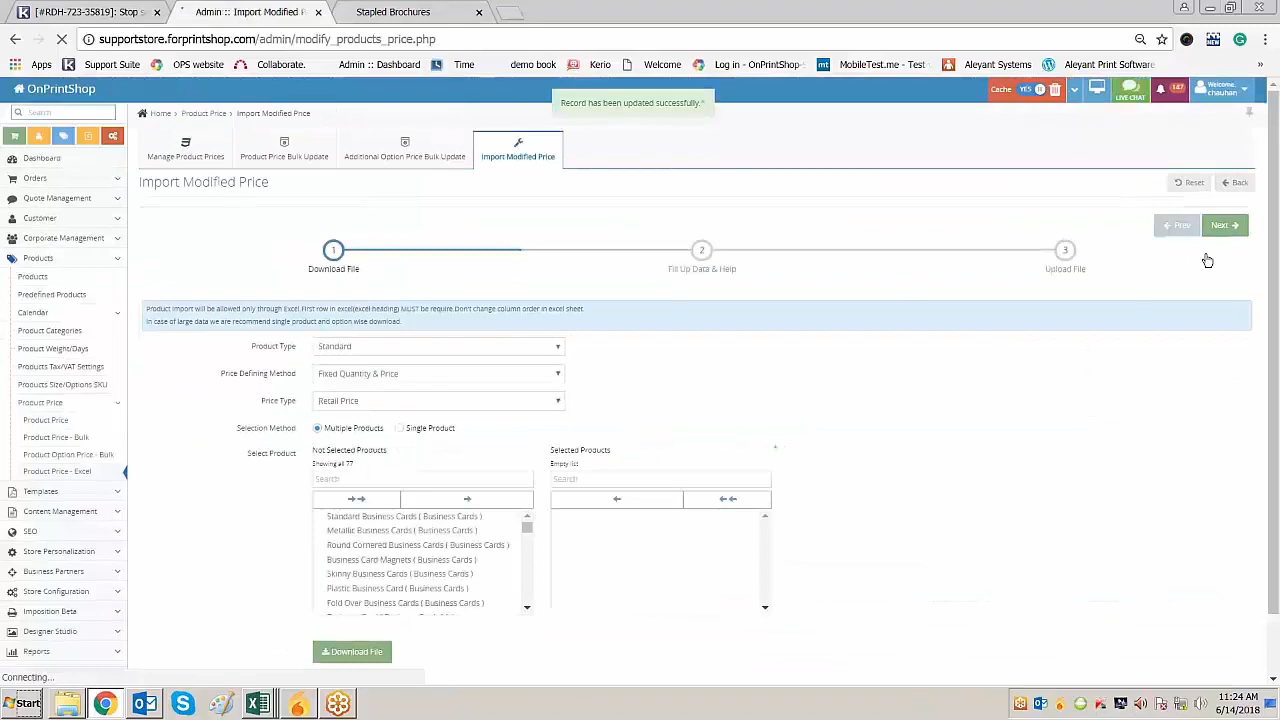 [#RDH-723-35819]: Stop s
Admin :: Import Modified P
Stapled Brochures
supportstore.forprintshop.com/admin/modify_products_price.php
Apps
Support Suite
OPS website
Collaborate.
Admin :: Dashboard
Time
demo book
Kerio
Welcome
Log in - OnPrintShop
MobileTest.me - Test
Aleyant Systems
Aleyant Print Software
OnPrintShop
Cache YES
LIVE CHAT
147
Welcome,
chauhan
Record has been updated successfully.
Search
Home > Product Price > Import Modified Price
Manage Product Prices
Product Price Bulk Update
Additional Option Price Bulk Update
Import Modified Price
Import Modified Price
Reset
Back
Prev
Next
1
2
3
Download File
Fill Up Data & Help
Upload File
Product Import will be allowed only through Excel.First row in excel(excel heading) MUST be require.Don't change column order in excel sheet.
In case of large data we are recommend single product and option wise download.
Product Type
Standard
Price Defining Method
Fixed Quantity & Price
Price Type
Retail Price
Selection Method
Multiple Products
Single Product
Select Product
Not Selected Products
Selected Products
Showing all 77
Empty list
Search
Search
Standard Business Cards ( Business Cards )
Metallic Business Cards ( Business Cards )
Round Cornered Business Cards ( Business Cards )
Business Card Magnets ( Business Cards )
Skinny Business Cards ( Business Cards )
Plastic Business Card ( Business Cards )
Fold Over Business Cards ( Business Cards )
Download File
Dashboard
Orders
Quote Management
Customer
Corporate Management
Products
Products
Predefined Products
Calendar
Product Categories
Product Weight/Days
Products Tax/VAT Settings
Products Size/Options SKU
Product Price
Product Price
Product Price - Bulk
Product Option Price - Bulk
Product Price - Excel
Templates
Content Management
SEO
Store Personalization
Business Partners
Store Configuration
Imposition Beta
Designer Studio
Reports
Connecting...
Start
11:24 AM
6/14/2018